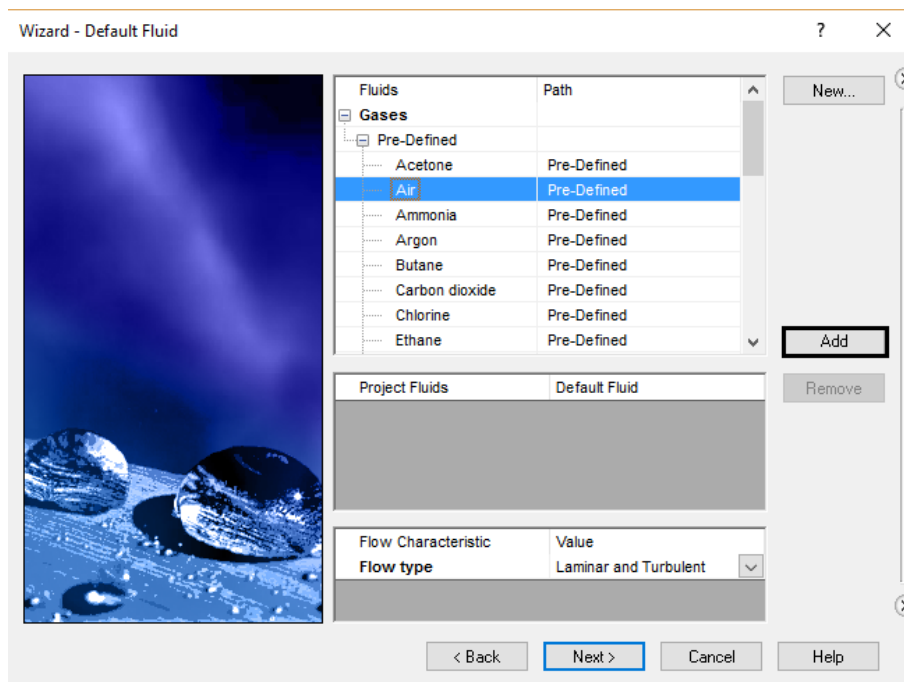 Wizard - Default Fluid ?
Fluids Path New...
Gases
Pre-Defined
Acetone Pre-Defined
Air Pre-Defined
Ammonia Pre-Defined
Argon Pre-Defined
Butane Pre-Defined
Carbon dioxide Pre-Defined
Chlorine Pre-Defined
Ethane Pre-Defined Add
Project Fluids Default Fluid Remove
Flow Characteristic Value
Flow type Laminar and Turbulent
< Back Next > Cancel Help